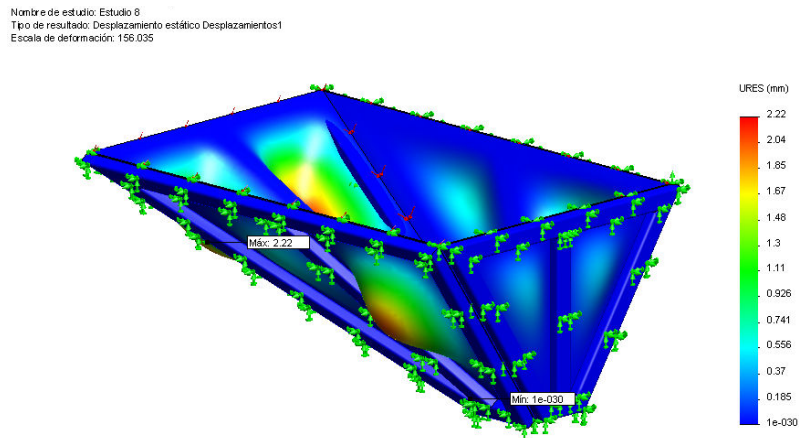 Nombre de estudio: Estudio 8
Tipo de resultado: Desplazamiento estático Desplazamientos1
Escala de deformación: 156.035
URES (mm)
2.22
2.04
1.85
1.67
1.48
1.3
1.11
0.926
0.741
0.556
0.37
0.185
1e-030
Máx: 2.22
Mín: 1e-030